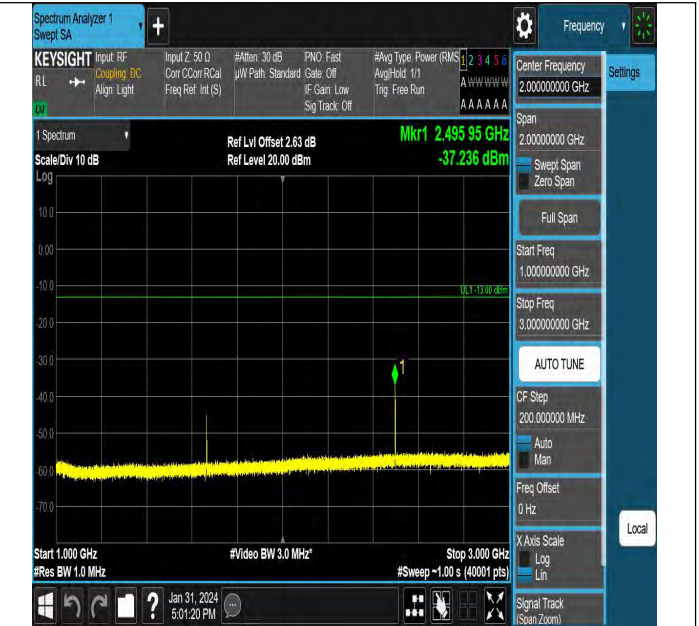 Spectrum Analyzer 1
Swept SA
+
Frequency
KEYSIGHT
RL
Input: RF
Coupling: DC
Align: Light
Input Z: 50 Ω
Corr CCorr RCal
Freq Ref: Int (S)
#Atten: 30 dB
µW Path: Standard
PNO: Fast
Gate: Off
IF Gain: Low
Sig Track: Off
#Avg Type: Power (RMS
Avg|Hold: 1/1
Trig: Free Run
1 2 3 4 5 6
A W W W W W
A A A A A A
1 Spectrum
Scale/Div 10 dB
Log
Ref Lvl Offset 2.63 dB
Ref Level 20.00 dBm
Mkr1 2.495 95 GHz
-37.236 dBm
10.0
0.00
-10.0
-20.0
-30.0
-40.0
-50.0
-60.0
-70.0
UL1 -13.00 dBm
1
Start 1.000 GHz
#Res BW 1.0 MHz
#Video BW 3.0 MHz*
Stop 3.000 GHz
#Sweep ~1.00 s (40001 pts)
Center Frequency
2.000000000 GHz
Settings
Span
2.00000000 GHz
Swept Span
Zero Span
Full Span
Start Freq
1.000000000 GHz
Stop Freq
3.000000000 GHz
AUTO TUNE
CF Step
200.000000 MHz
Auto
Man
Freq Offset
0 Hz
X Axis Scale
Log
Lin
Local
Signal Track
(Span Zoom)
?
Jan 31, 2024
5:01:20 PM